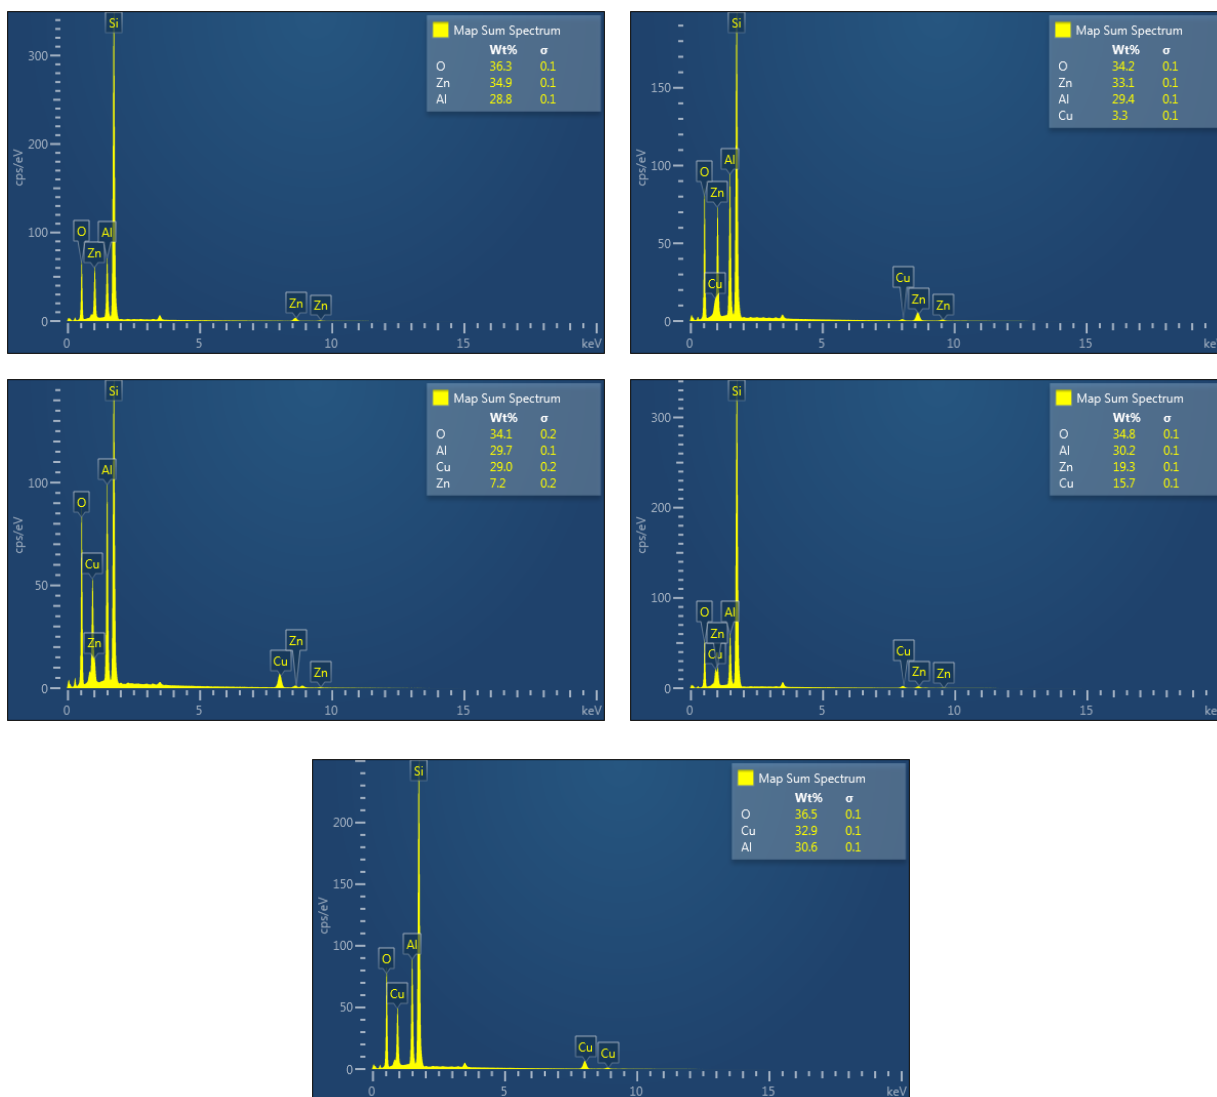 Map Sum Spectrum
Wt% σ
O 36.3 0.1
Zn 34.9 0.1
Al 28.8 0.1
Si
300
200
100
0
cps/eV
O
Zn
Al
Zn
Zn
0 5 10 15 keV
Map Sum Spectrum
Wt% σ
O 34.2 0.1
Zn 33.1 0.1
Al 29.4 0.1
Cu 3.3 0.1
Si
150
100
50
0
cps/eV
O
Al
Zn
Cu
Cu
Zn
Zn
0 5 10 15 keV
Map Sum Spectrum
Wt% σ
O 34.1 0.2
Al 29.7 0.1
Cu 29.0 0.2
Zn 7.2 0.2
Si
100
50
0
cps/eV
Al
O
Cu
Zn
Zn
Cu
Zn
0 5 10 15 keV
Map Sum Spectrum
Wt% σ
O 34.8 0.1
Al 30.2 0.1
Zn 19.3 0.1
Cu 15.7 0.1
Si
300
200
100
0
cps/eV
O
Al
Zn
Cu
Cu
Zn
Zn
0 5 10 15 keV
Map Sum Spectrum
Wt% σ
O 36.5 0.1
Cu 32.9 0.1
Al 30.6 0.1
Si
200
150
100
50
0
cps/eV
Al
O
Cu
Cu
Cu
0 5 10 15 keV